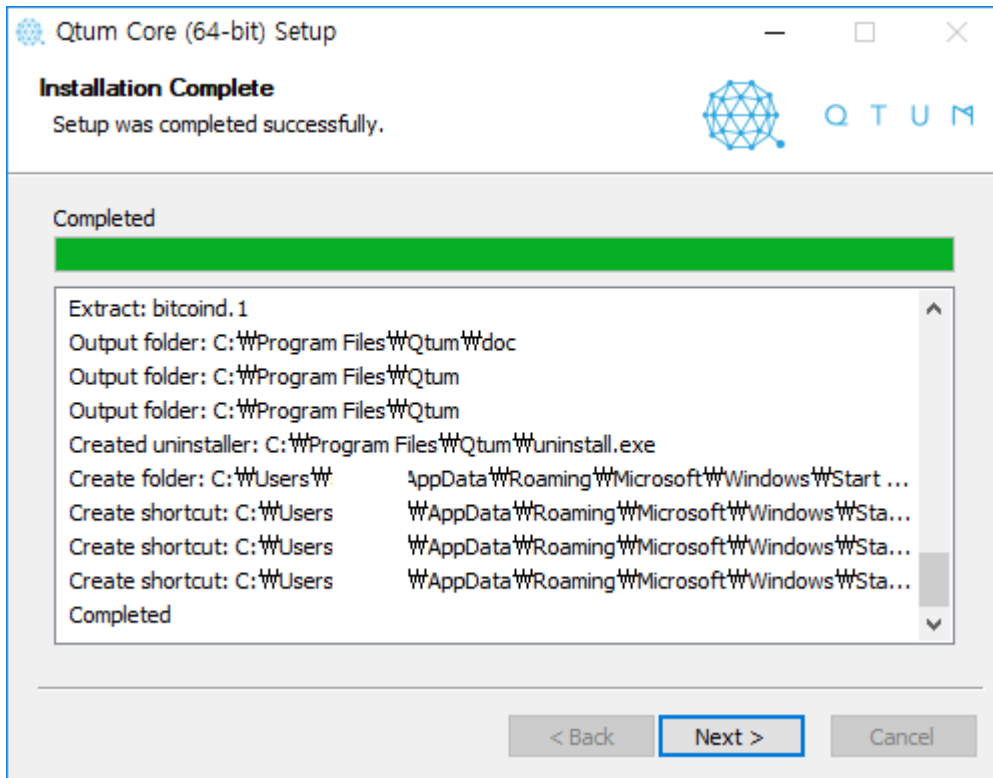 Qtum Core (64-bit) Setup
Installation Complete
Setup was completed successfully.
QTUM
Completed
Extract: bitcoind.1
Output folder: C:₩Program Files₩Qtum₩doc
Output folder: C:₩Program Files₩Qtum
Output folder: C:₩Program Files₩Qtum
Created uninstaller: C:₩Program Files₩Qtum₩uninstall.exe
Create folder: C:₩Users₩ AppData₩Roaming₩Microsoft₩Windows₩Start ...
Create shortcut: C:₩Users ₩AppData₩Roaming₩Microsoft₩Windows₩Sta...
Create shortcut: C:₩Users ₩AppData₩Roaming₩Microsoft₩Windows₩Sta...
Create shortcut: C:₩Users ₩AppData₩Roaming₩Microsoft₩Windows₩Sta...
Completed
< Back Next > Cancel